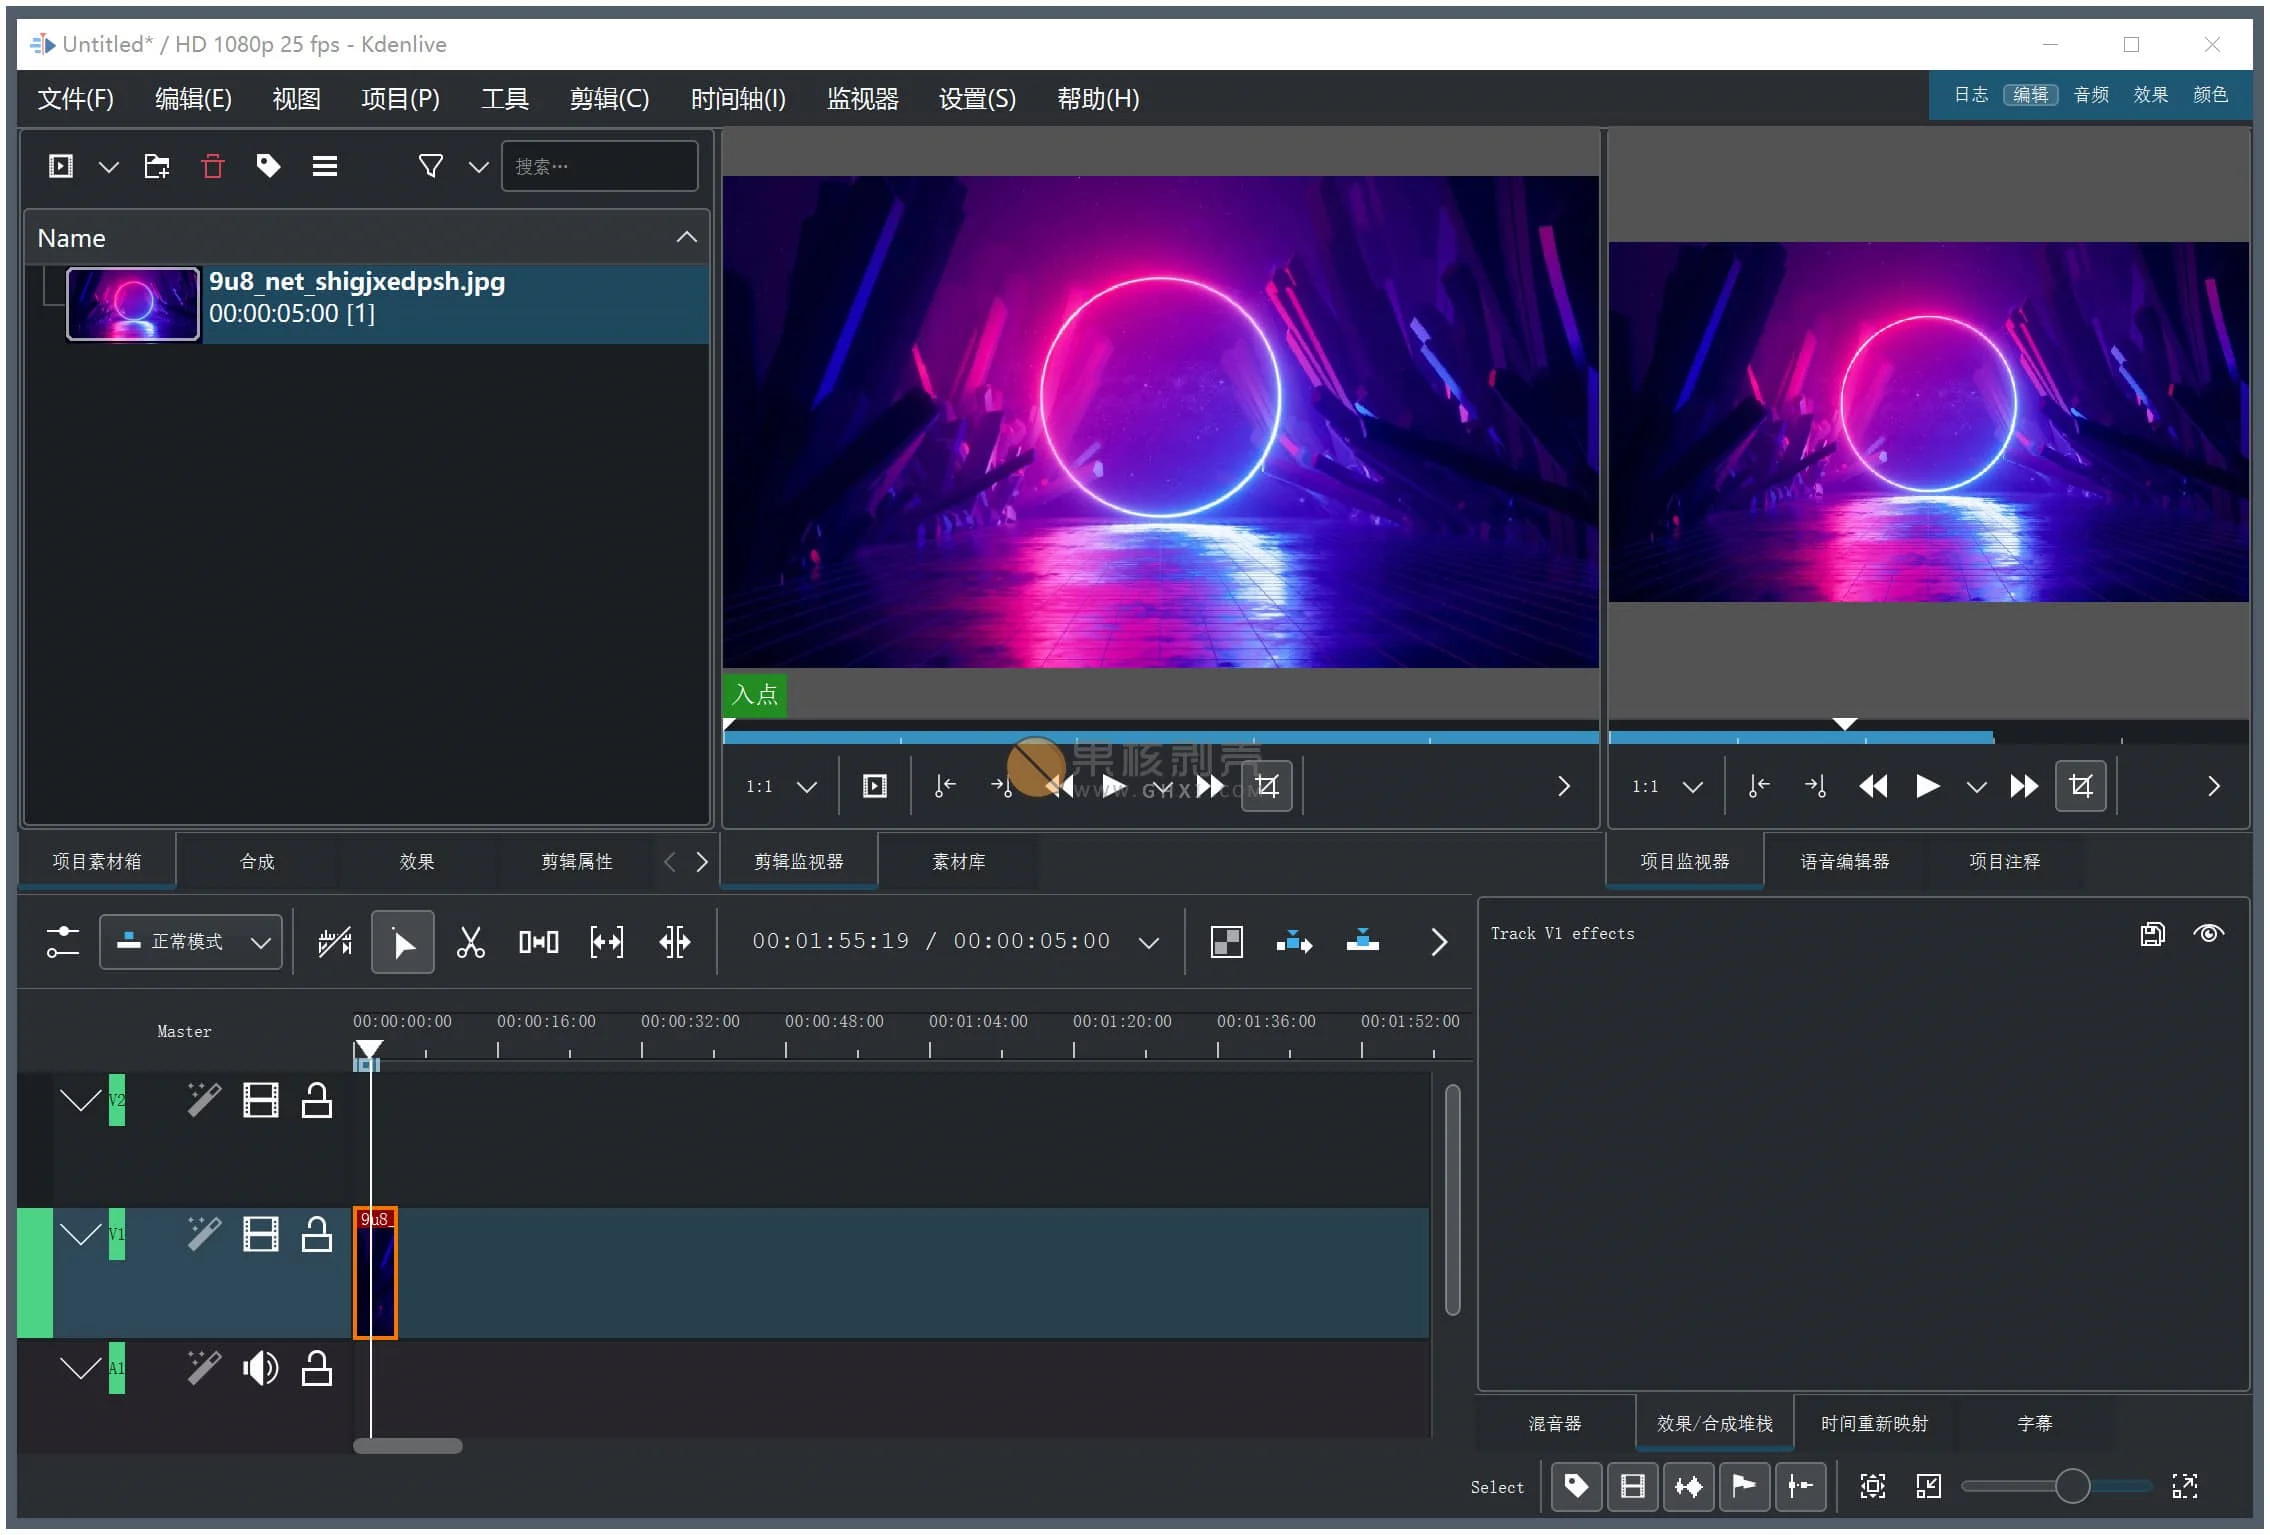 Untitled* / HD 1080p 25 fps - Kdenlive
文件(F) 编辑(E) 视图 项目(P) 工具 剪辑(C) 时间轴(I) 监视器 设置(S) 帮助(H)
日志 编辑 音频 效果 颜色
搜索...
Name
9u8_net_shigjxedpsh.jpg
00:00:05:00 [1]
入点
果核剥壳
WWW.GHXI.COM
1:1
1:1
项目素材箱 合成 效果 剪辑属性
剪辑监视器 素材库
项目监视器 语音编辑器 项目注释
正常模式
00:01:55:19 / 00:00:05:00
Track V1 effects
Master
00:00:00:00 00:00:16:00 00:00:32:00 00:00:48:00 00:01:04:00 00:01:20:00 00:01:36:00 00:01:52:00
V2
V1
9u8_
A1
混音器 效果/合成堆栈 时间重新映射 字幕
Select